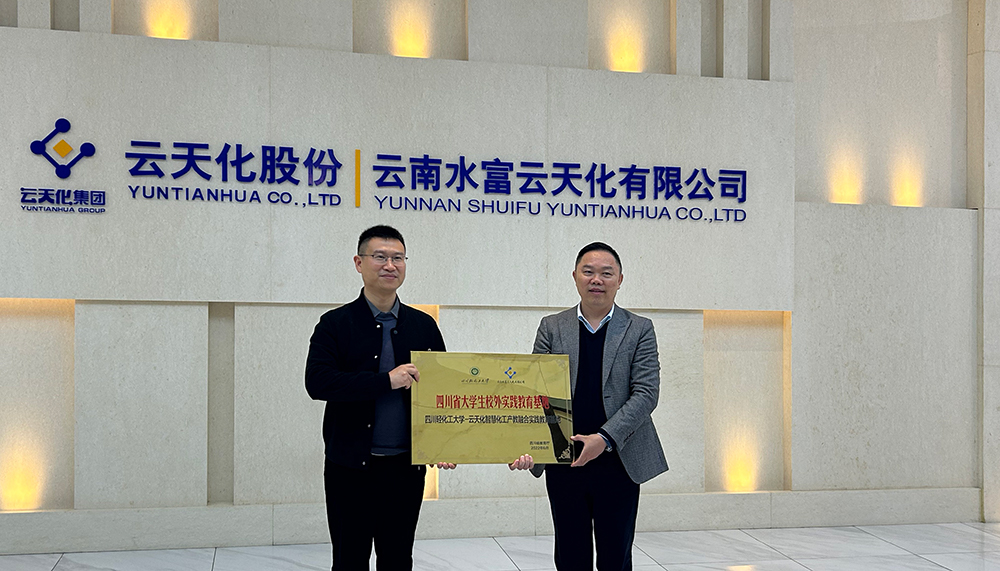 云天化集团
YUNTIANHUA GROUP
云天化股份
YUNTIANHUA CO.,LTD
云南水富云天化有限公司
YUNNAN SHUIFU YUNTIANHUA CO.,LTD
四川省大学生校外实践教育基地
四川轻化工大学-云天化智慧化工产教融合实践教育